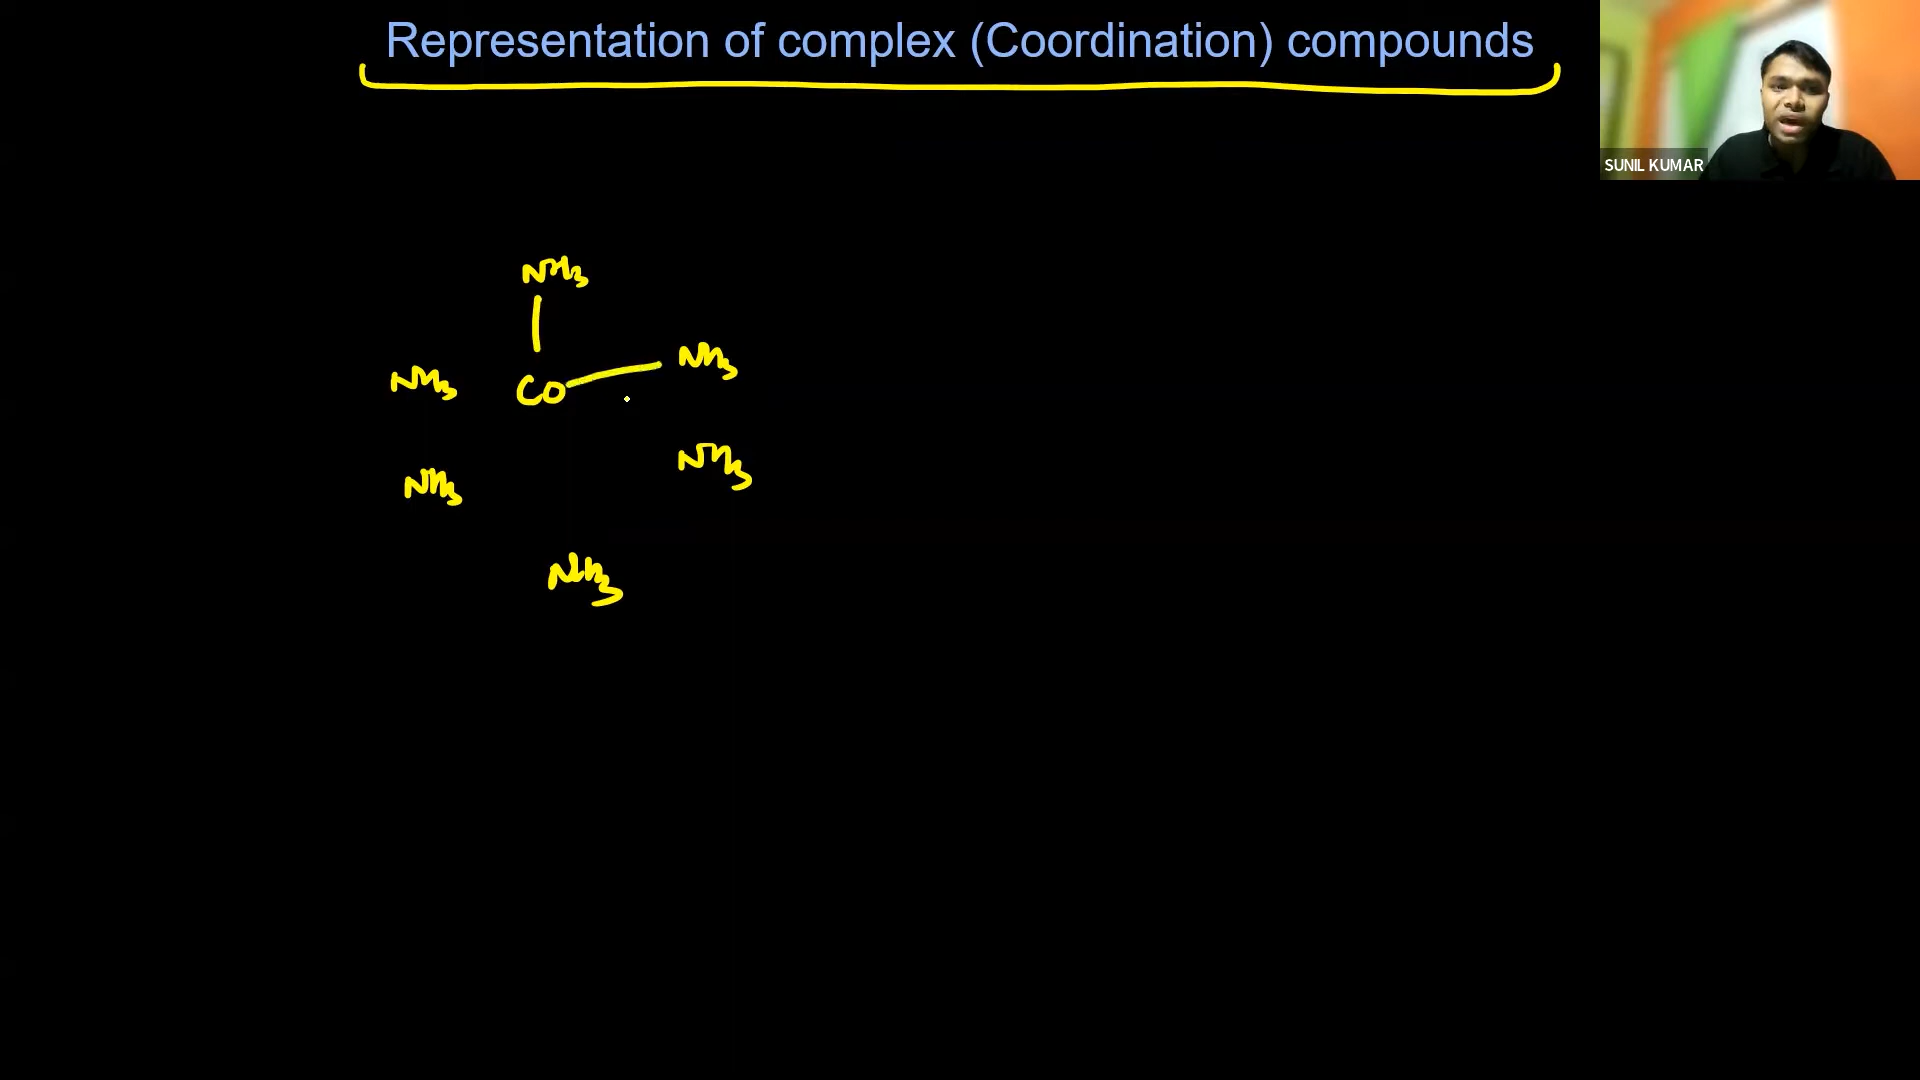 Representation of complex (Coordination) compounds
SUNIL KUMAR
NH3
NH3 Co NH3
NH3 NH3
NH3